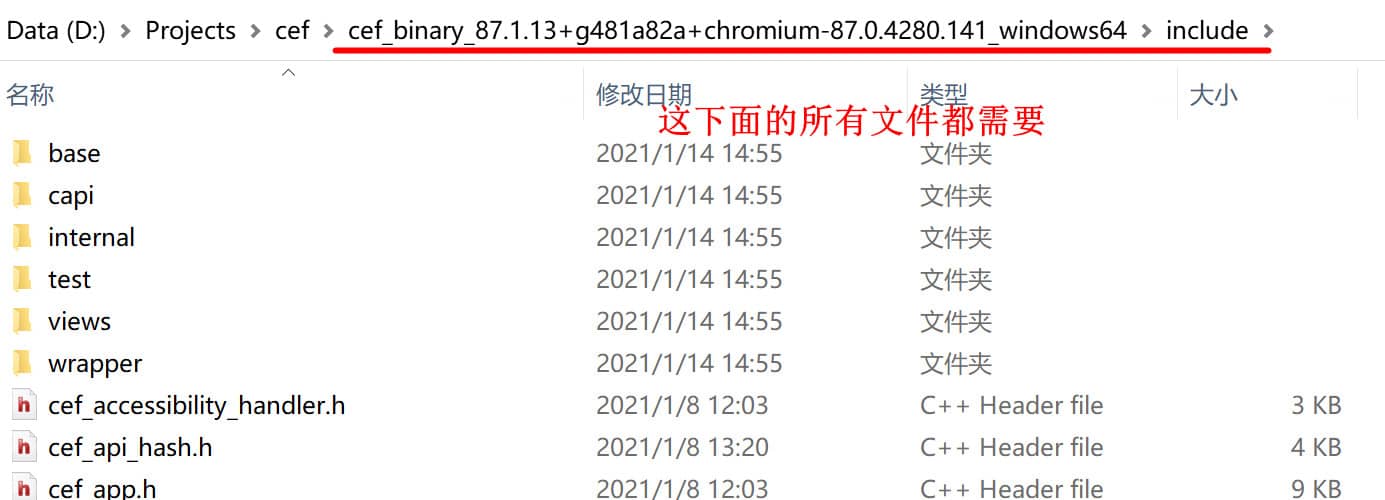 Data (D:) > Projects > cef > cef_binary_87.1.13+g481a82a+chromium-87.0.4280.141_windows64 > include >
名称 修改日期 类型 大小
这下面的所有文件都需要
base 2021/1/14 14:55 文件夹
capi 2021/1/14 14:55 文件夹
internal 2021/1/14 14:55 文件夹
test 2021/1/14 14:55 文件夹
views 2021/1/14 14:55 文件夹
wrapper 2021/1/14 14:55 文件夹
h cef_accessibility_handler.h 2021/1/8 12:03 C++ Header file 3 KB
h cef_api_hash.h 2021/1/8 13:20 C++ Header file 4 KB
h cef_app.h 2021/1/8 12:03 C++ Header file 9 KB